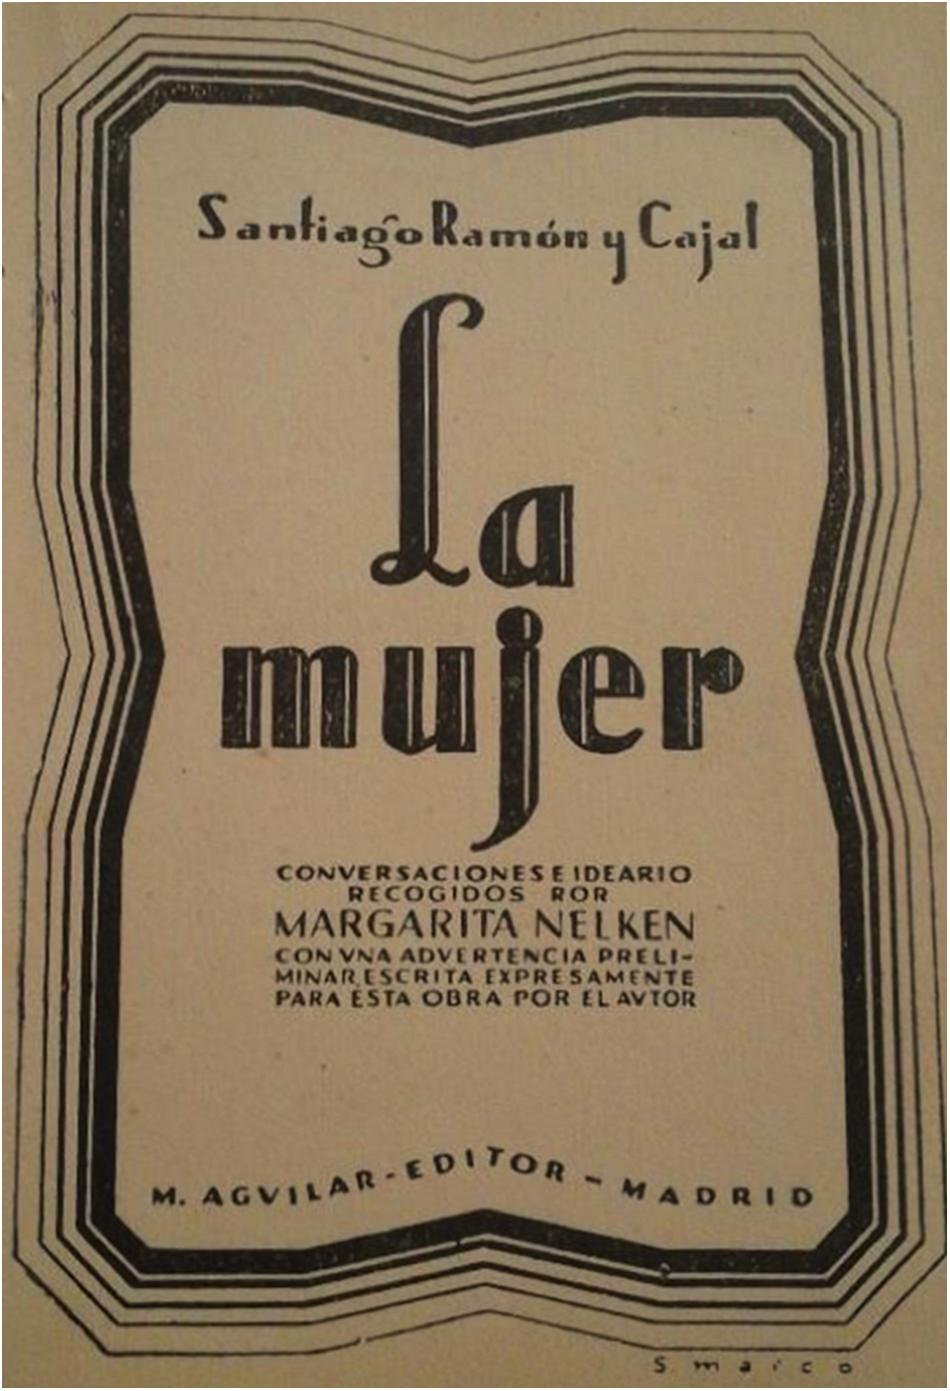 Santiago Ramón y Cajal
La
mujer
CONVERSACIONES E IDEARIO
RECOGIDOS ROR
MARGARITA NELKEN
CON VNA ADVERTENCIA PRELI-
MINAR ESCRITA EXPRESAMENTE
PARA ESTA OBRA POR EL AVTOR
M. AGVILAR-EDITOR-MADRID
S. maico